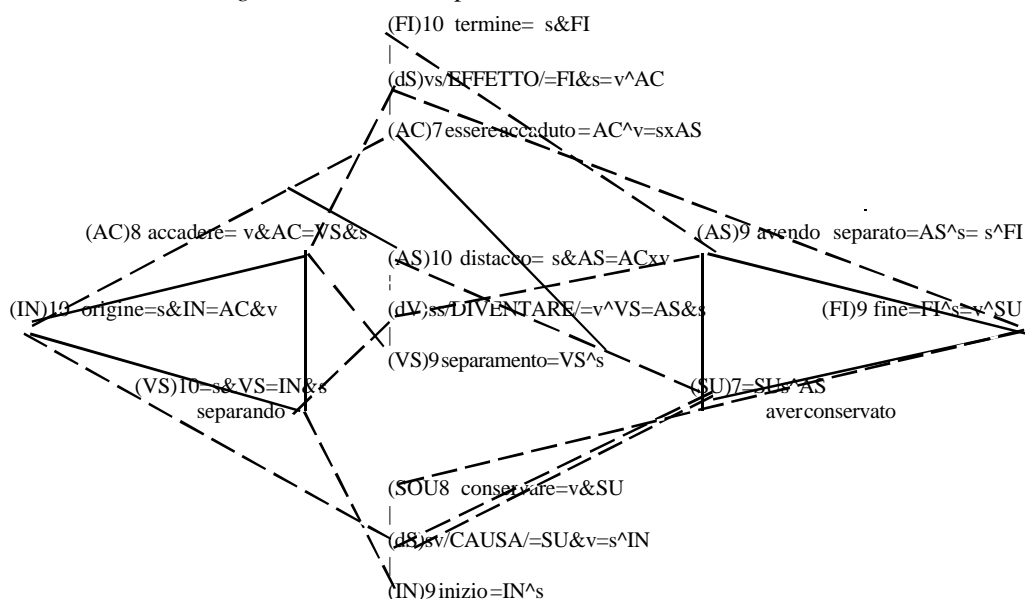 (FI)10 termine= s&FI
(dS)vs/EFFETTO/=FI&s=v^AC
(AC)7 essere accaduto=AC^v=sxAS
(AC)8 accadere= v&AC=VS&s
(AS)9 avendo separato=AS^s= s^FI
(AS)10 distacco= s&AS=ACxv
(IN)10 origine=s&IN=AC&v
(dV)ss/DIVENTARE/=v^VS=AS&s
(FI)9 fine=FI^s=v^SU
(VS)9 separamento=VS^s
(VS)10=s&VS=IN&s
(SU)7=SUs^AS
separando
aver conservato
(SOU8 conservare=v&SU
(dS)sv/CAUSA/=SU&v=s^IN
(IN)9 inizio=IN^s